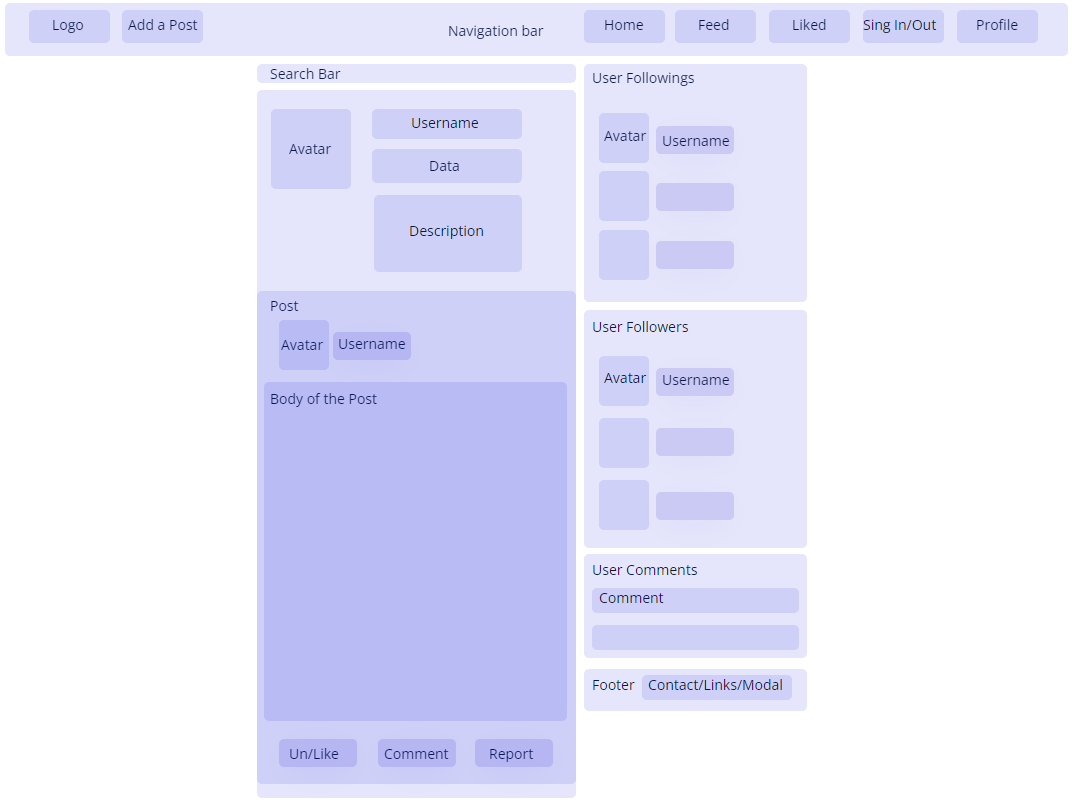 Logo
Add a Post
Navigation bar
Home
Feed
Liked
Sing In/Out
Profile
Search Bar
Avatar
Username
Data
Description
Post
Avatar
Username
Body of the Post
Un/Like
Comment
Report
User Followings
Avatar
Username
User Followers
Avatar
Username
User Comments
Comment
Footer
Contact/Links/Modal